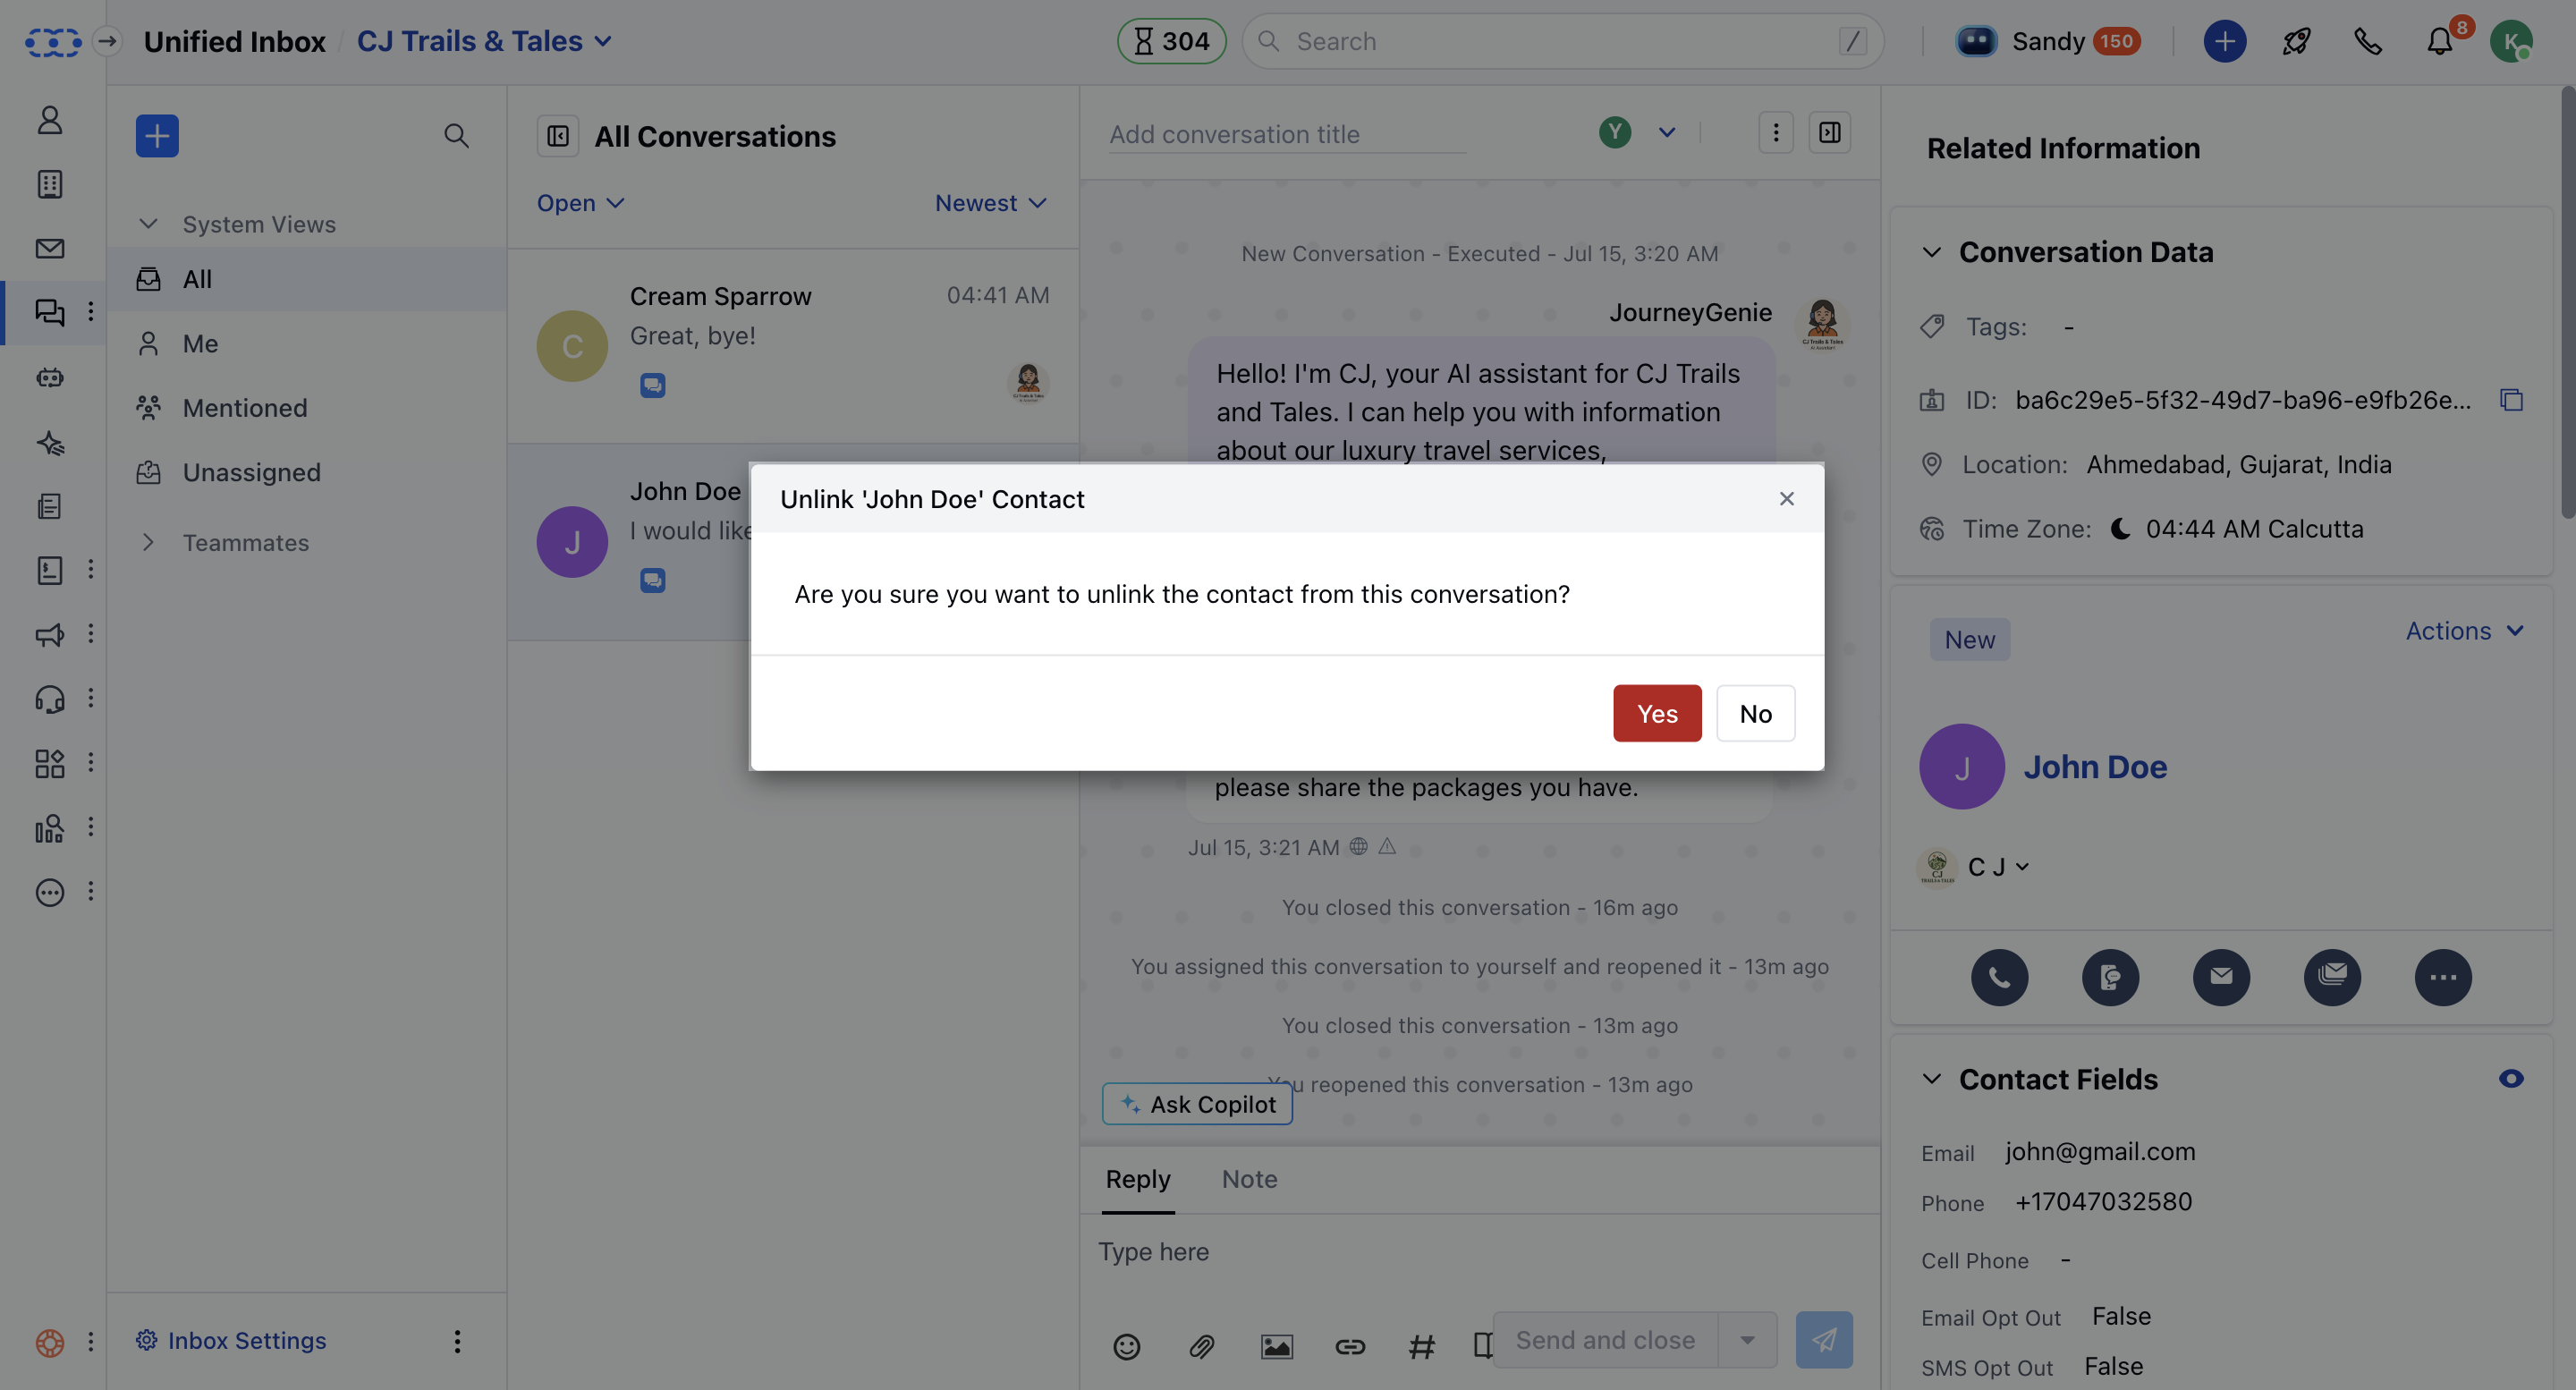 Unified Inbox / CJ Trails & Tales
304
Search /
Sandy 150
8
K
System Views
All
Me
Mentioned
Unassigned
Teammates
Inbox Settings
All Conversations
Open
Newest
C
Cream Sparrow
04:41 AM
Great, bye!
J
John Doe
I would like
Add conversation title
Y
New Conversation - Executed - Jul 15, 3:20 AM
JourneyGenie
Hello! I'm CJ, your AI assistant for CJ Trails
and Tales. I can help you with information
about our luxury travel services,
Unlink 'John Doe' Contact
Are you sure you want to unlink the contact from this conversation?
Yes
No
please share the packages you have.
Jul 15, 3:21 AM
You closed this conversation - 16m ago
You assigned this conversation to yourself and reopened it - 13m ago
You closed this conversation - 13m ago
You reopened this conversation - 13m ago
Ask Copilot
Reply
Note
Type here
Send and close
Related Information
Conversation Data
Tags: -
ID: ba6c29e5-5f32-49d7-ba96-e9fb26e...
Location: Ahmedabad, Gujarat, India
Time Zone: 04:44 AM Calcutta
New
Actions
J
John Doe
C J
Contact Fields
Email john@gmail.com
Phone +17047032580
Cell Phone -
Email Opt Out False
SMS Opt Out False